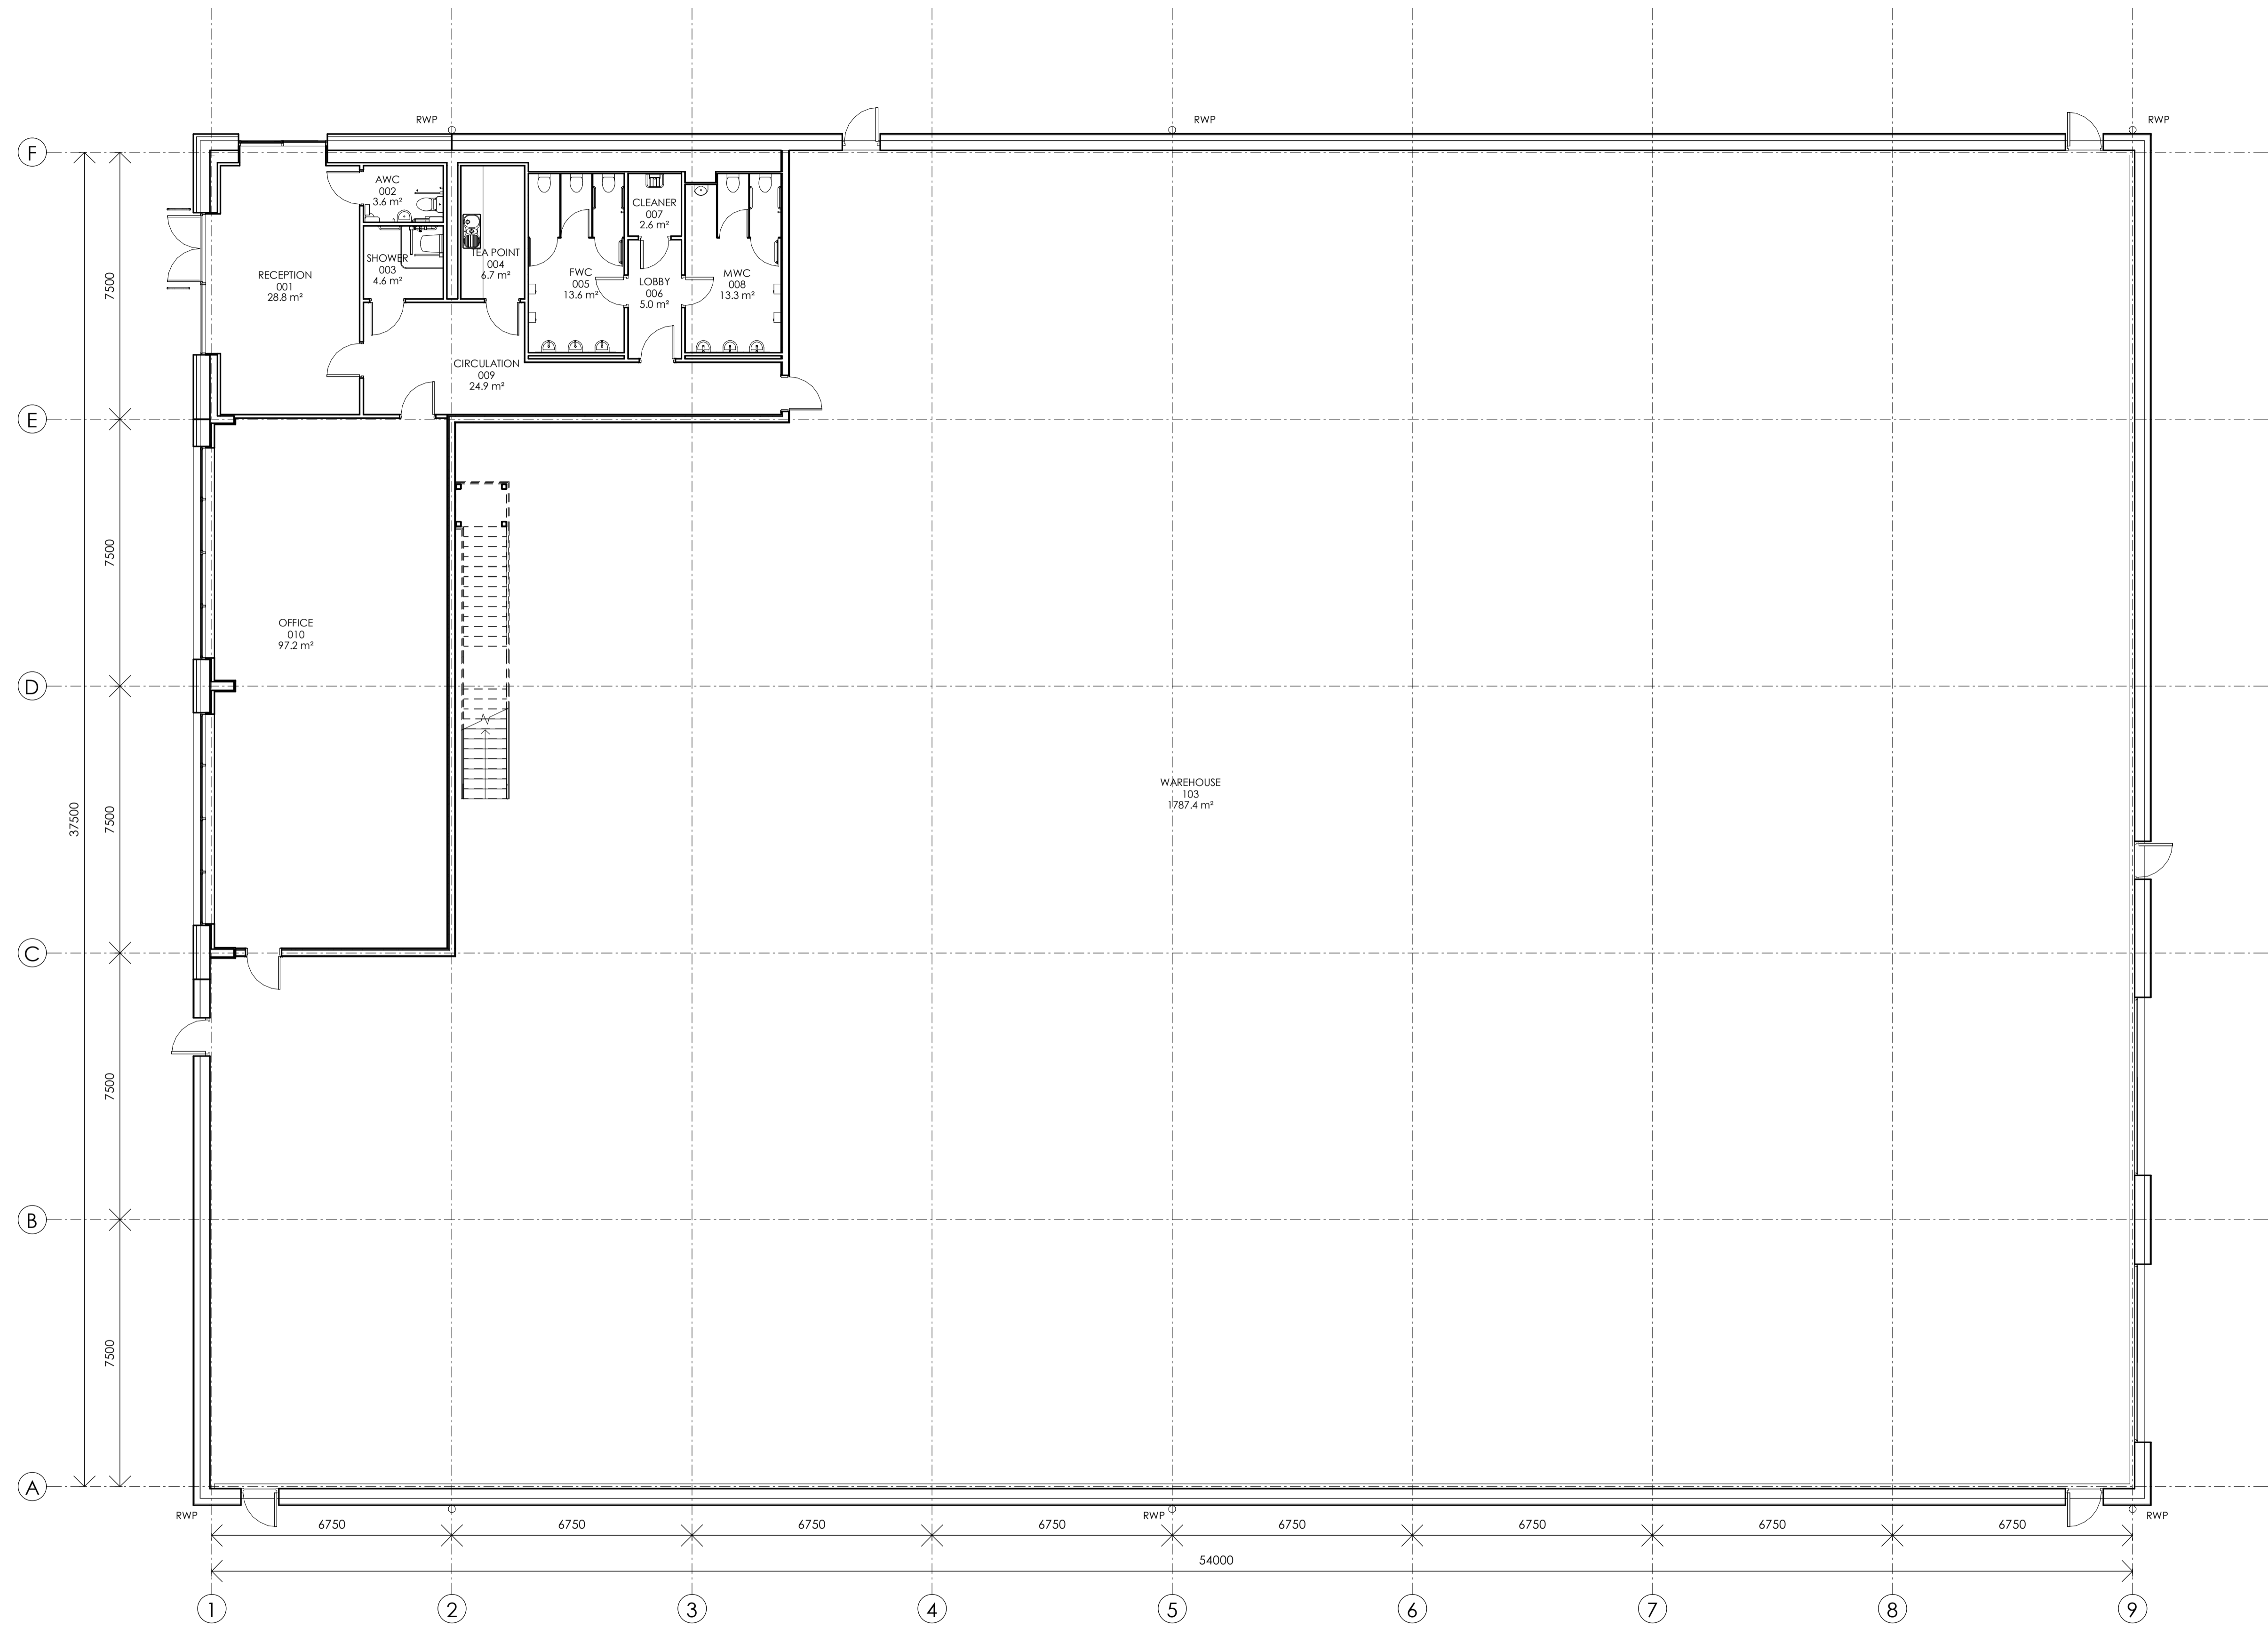 RWP
RWP
RWP
F
AWC
002
3.6 m²
CLEANER
007
2.6 m²
SHOWER
003
4.6 m²
TEA POINT
004
6.7 m²
RECEPTION
001
28.8 m²
FWC
005
13.6 m²
LOBBY
006
5.0 m²
MWC
008
13.3 m²
7500
CIRCULATION
009
24.9 m²
E
7500
OFFICE
010
97.2 m²
D
WAREHOUSE
103
1787.4 m²
37500
7500
C
7500
B
7500
A
RWP
RWP
RWP
6750
6750
6750
6750
6750
6750
6750
6750
54000
1
2
3
4
5
6
7
8
9